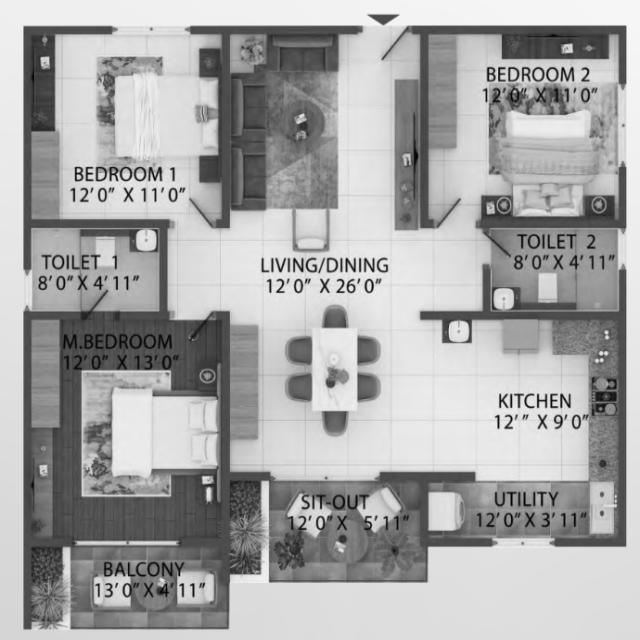 BEDROOM 2
12'0" X 11'0"
BEDROOM 1
12'0" X 11'0"
TOILET 1
8'0" X 4'11"
LIVING/DINING
12'0" X 26'0"
TOILET 2
8'0" X 4'11"
M.BEDROOM
12'0" X 13'0"
KITCHEN
12'" X 9'0"
SIT-OUT
12'0" X 5'11"
UTILITY
12'0" X 3'11"
BALCONY
13'0" X 4'11"